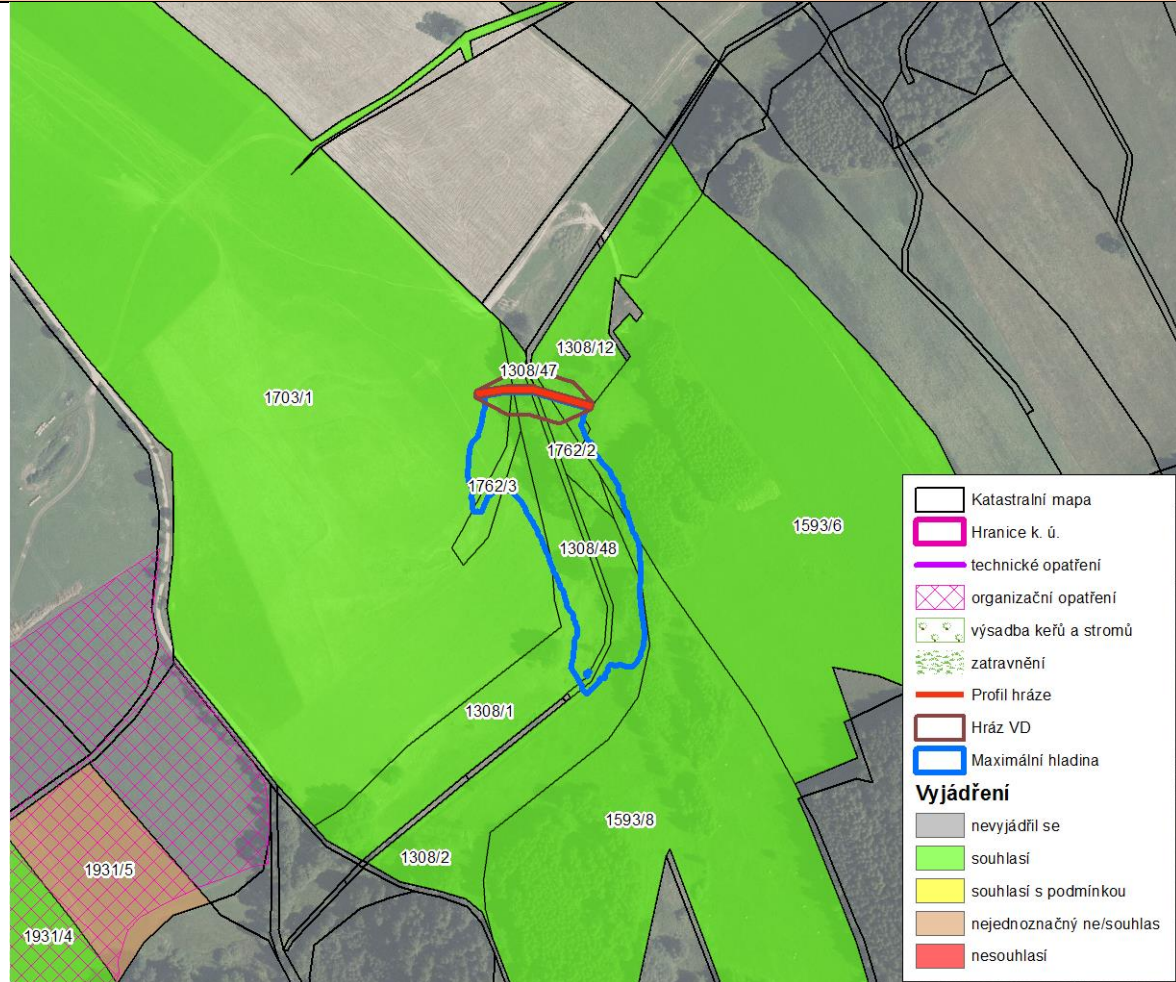 1308/12
1308/47
1703/1
1762/2
1762/3
1593/6
1308/48
1308/1
1593/8
1308/2
1931/5
1931/4
Katastralní mapa
Hranice k. ú.
technické opatření
organizační opatření
výsadba keřů a stromů
zatravnění
Profil hráze
Hráz VD
Maximální hladina
Vyjádření
nevyjádřil se
souhlasí
souhlasí s podmínkou
nejednoznačný ne/souhlas
nesouhlasí